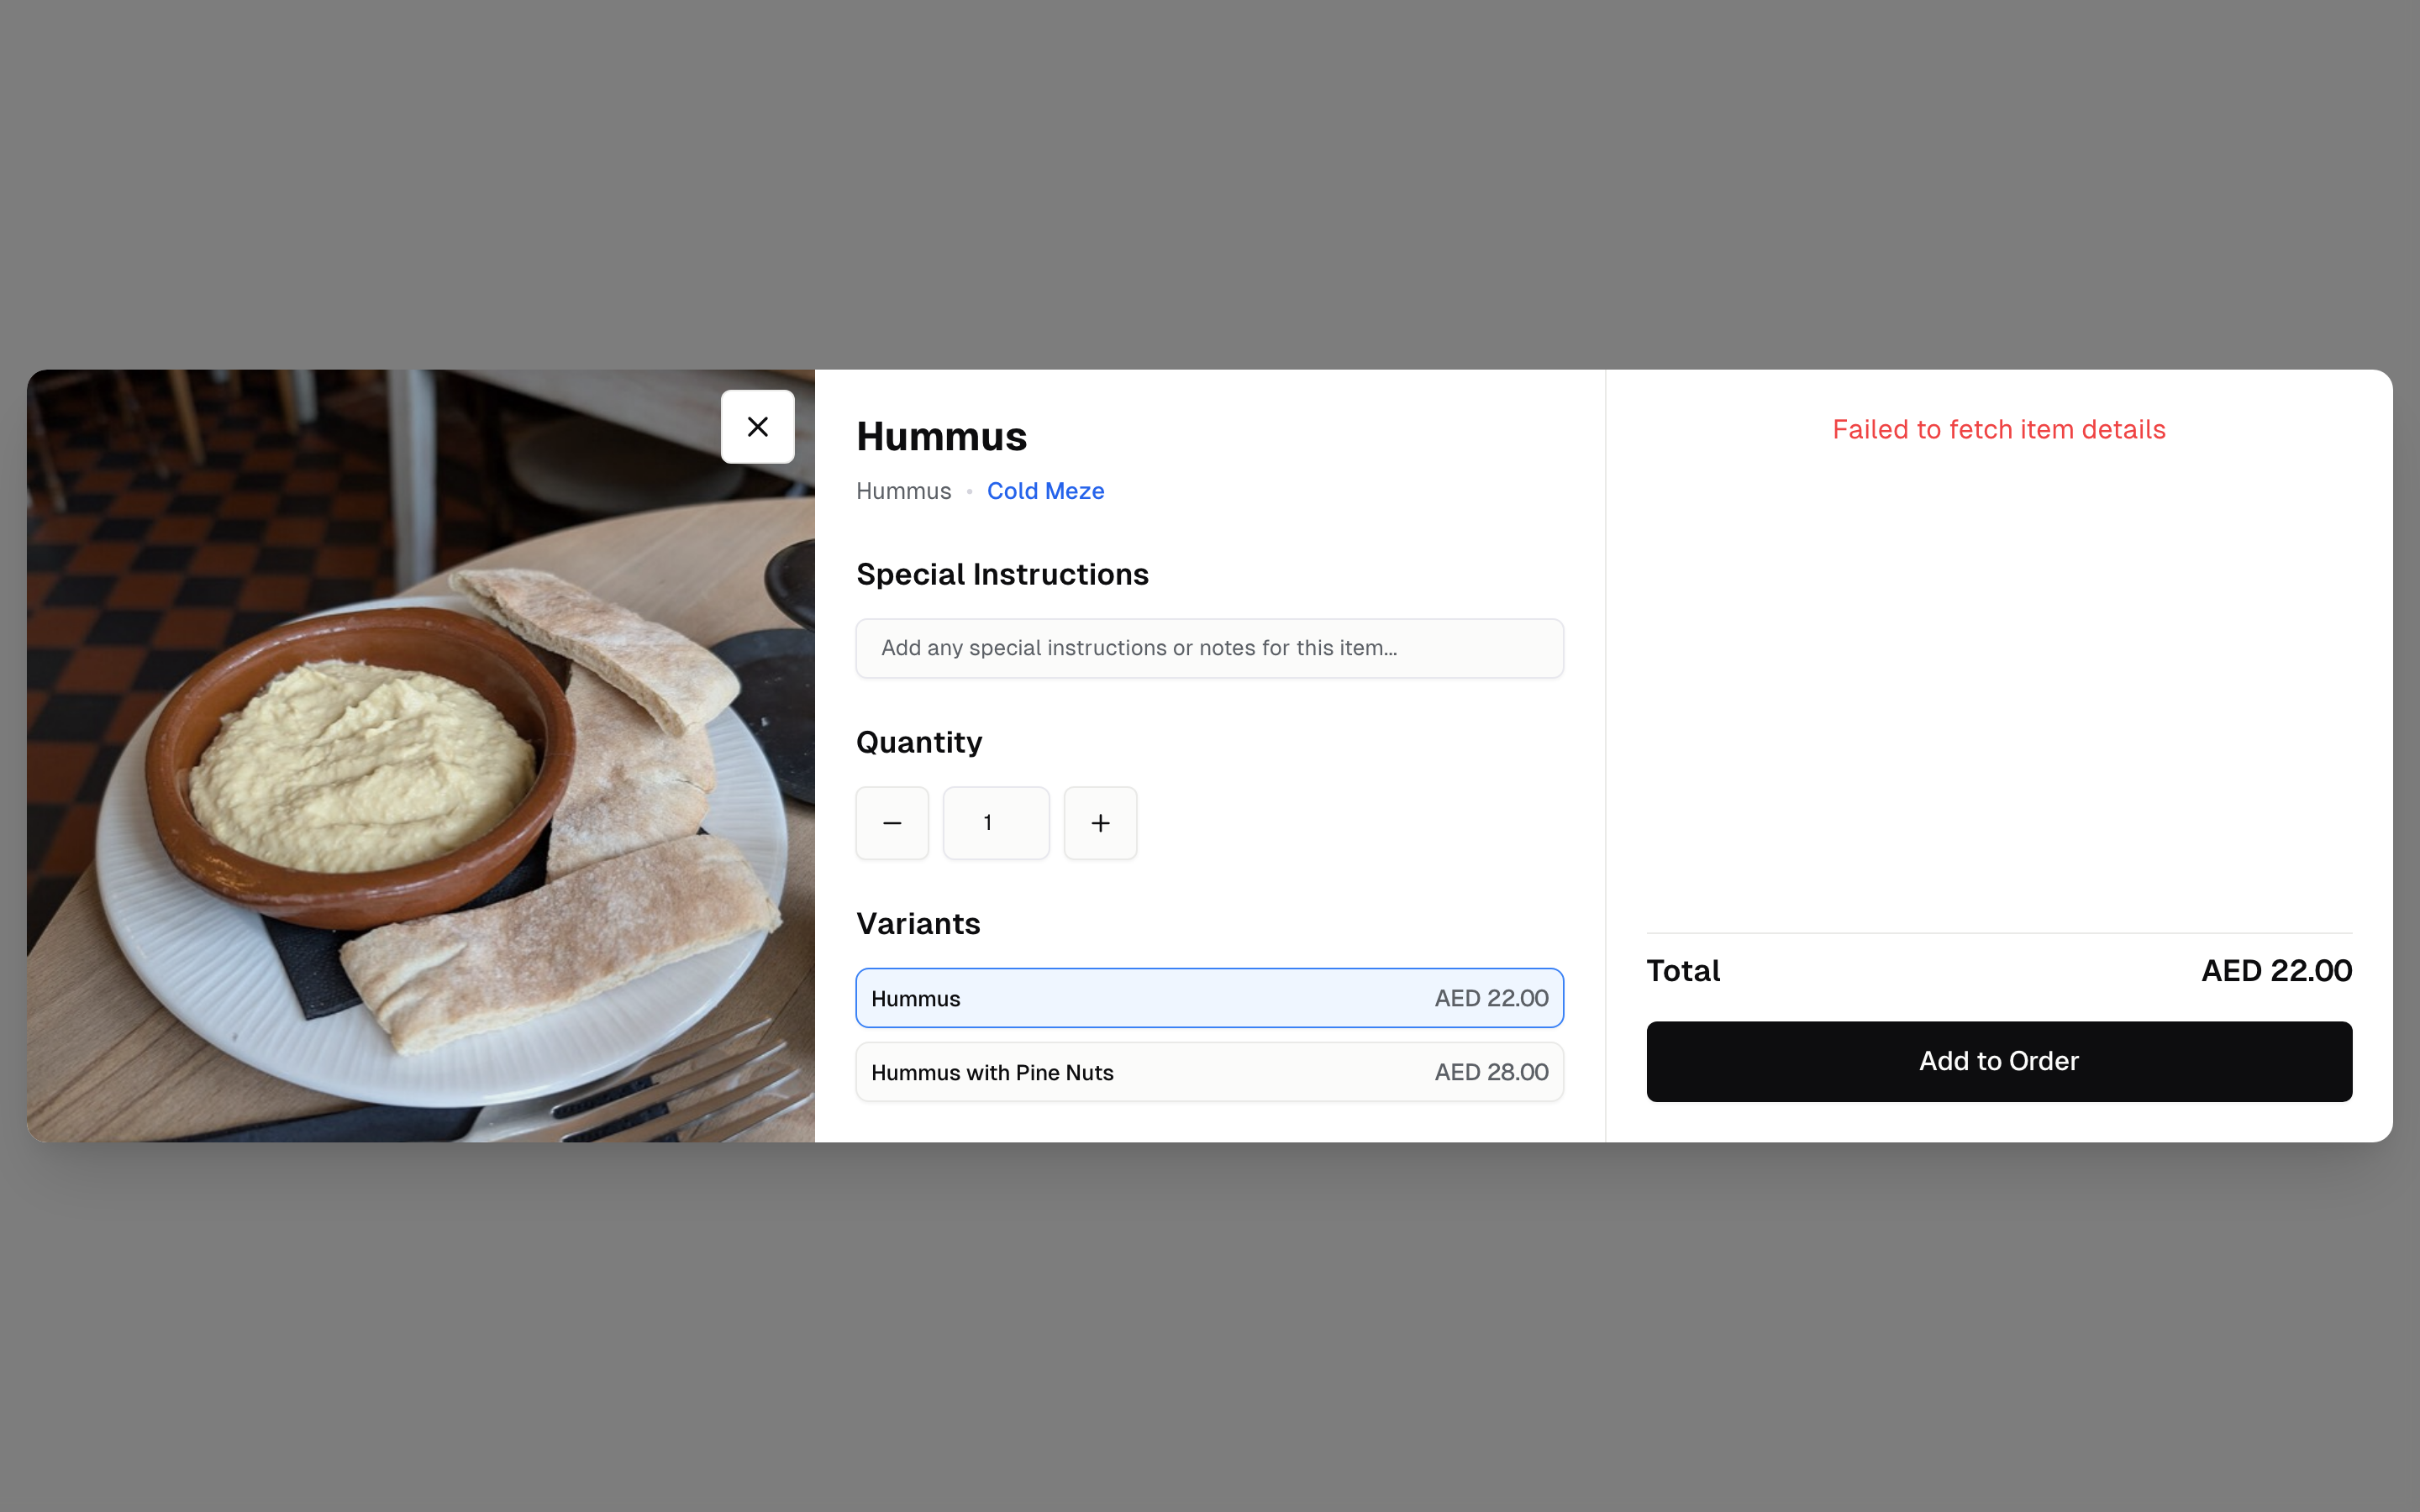 Hummus
Hummus • Cold Meze
Special Instructions
Add any special instructions or notes for this item...
Quantity
1
Variants
Hummus AED 22.00
Hummus with Pine Nuts AED 28.00
Failed to fetch item details
Total AED 22.00
Add to Order